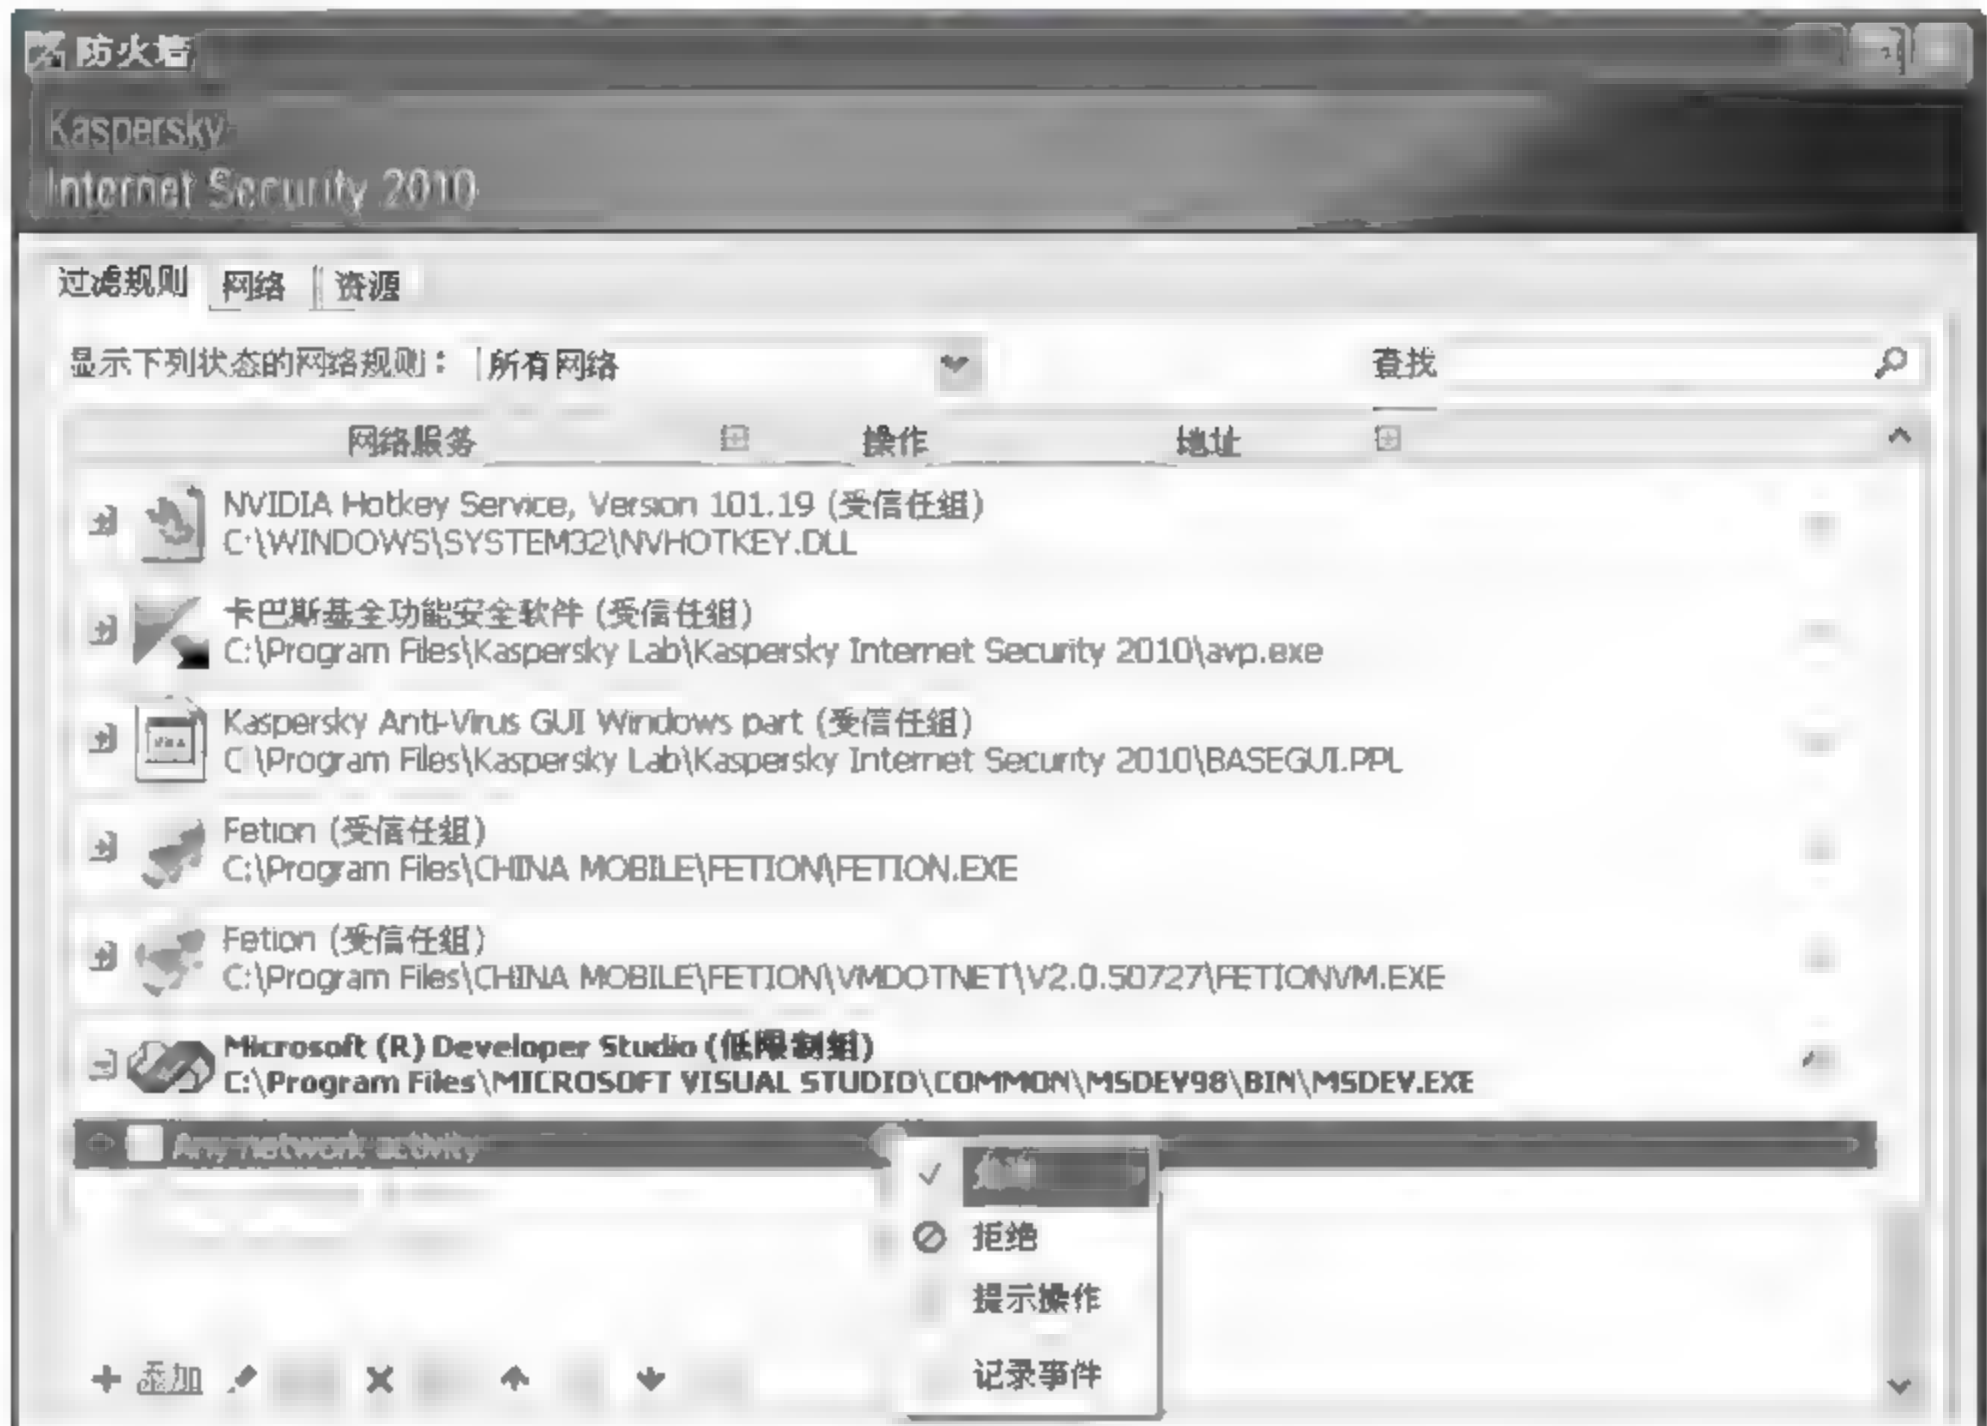 防火墙
Kaspersky
Internet Security 2010
过滤规则 网络 资源
显示下列状态的网络规则： 所有网络 查找
网络服务 操作 地址
NVIDIA Hotkey Service, Version 101.19 (受信任组)
C:\WINDOWS\SYSTEM32\NVHOTKEY.DLL
卡巴斯基全功能安全软件 (受信任组)
C:\Program Files\Kaspersky Lab\Kaspersky Internet Security 2010\avp.exe
Kaspersky Anti-Virus GUI Windows part (受信任组)
C:\Program Files\Kaspersky Lab\Kaspersky Internet Security 2010\BASEGUI.PPL
Fetion (受信任组)
C:\Program Files\CHINA MOBILE\FETION\FETION.EXE
Fetion (受信任组)
C:\Program Files\CHINA MOBILE\FETION\VMDOTNET\V2.0.50727\FETIONVM.EXE
Microsoft (R) Developer Studio (低限制组)
C:\Program Files\MICROSOFT VISUAL STUDIO\COMMON\MSDEV98\BIN\MSDEV.EXE
Any network activity
拒绝
提示操作
记录事件
添加